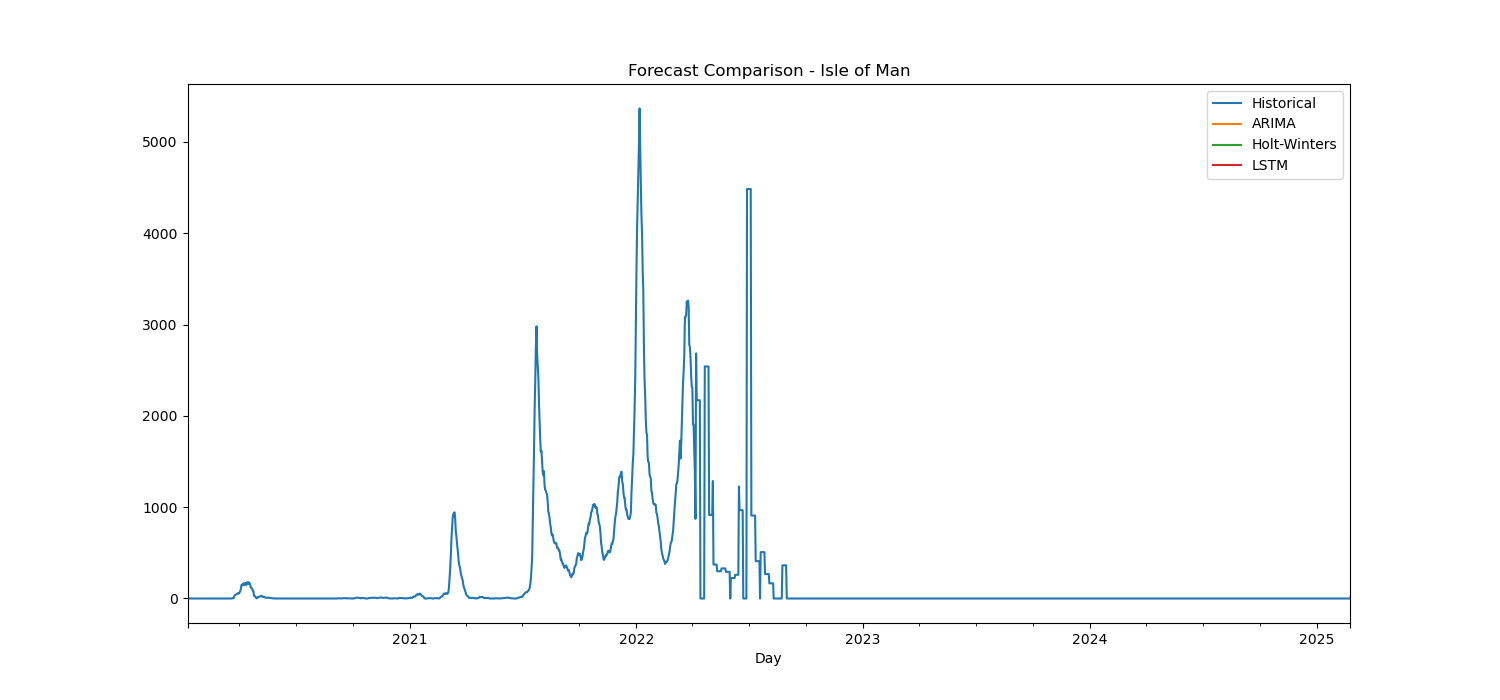 Forecast Comparison - Isle of Man
Historical
ARIMA
Holt-Winters
LSTM
5000
4000
3000
2000
1000
0
2021 2022 2023 2024 2025
Day